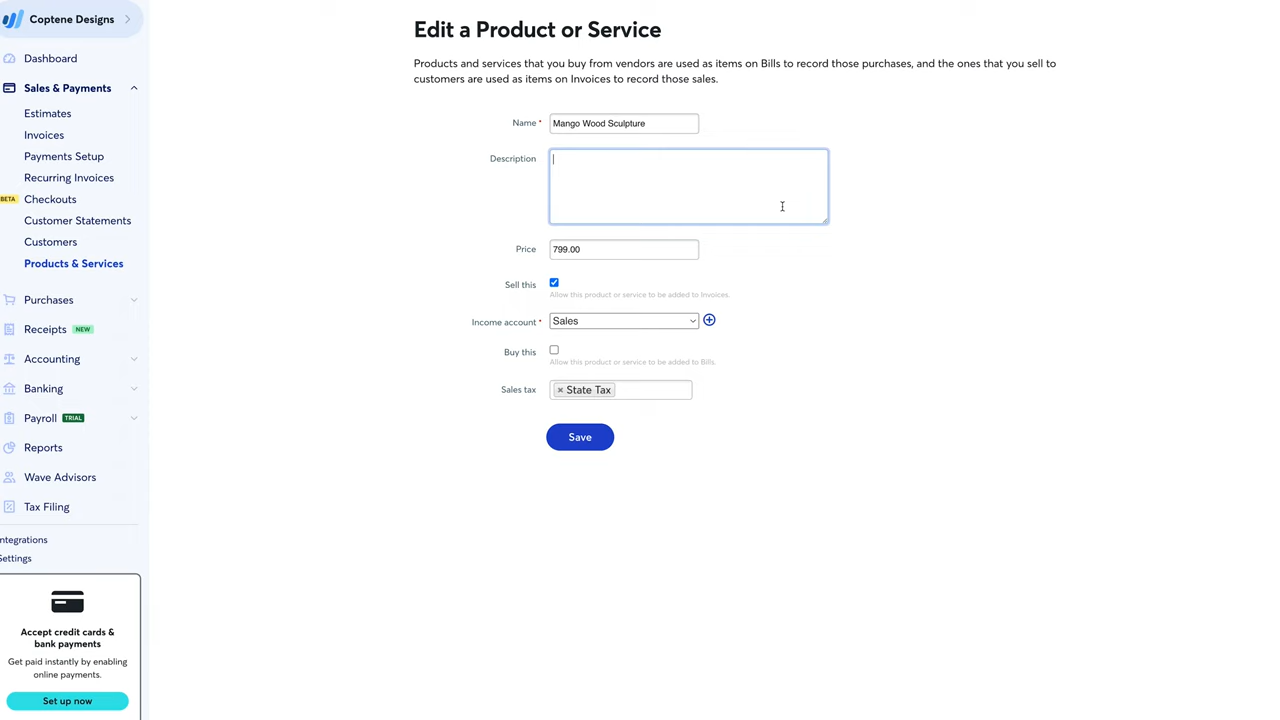 Coptene Designs
Dashboard
Sales & Payments
Estimates
Invoices
Payments Setup
Recurring Invoices
BETA Checkouts
Customer Statements
Customers
Products & Services
Purchases
Receipts NEW
Accounting
Banking
Payroll TRIAL
Reports
Wave Advisors
Tax Filing
ntegrations
Settings
Accept credit cards &
bank payments
Get paid instantly by enabling
online payments.
Set up now
Edit a Product or Service
Products and services that you buy from vendors are used as items on Bills to record those purchases, and the ones that you sell to
customers are used as items on Invoices to record those sales.
Name * Mango Wood Sculpture
Description
Price 799.00
Sell this
Allow this product or service to be added to Invoices.
Income account * Sales
Buy this
Allow this product or service to be added to Bills.
Sales tax × State Tax
Save